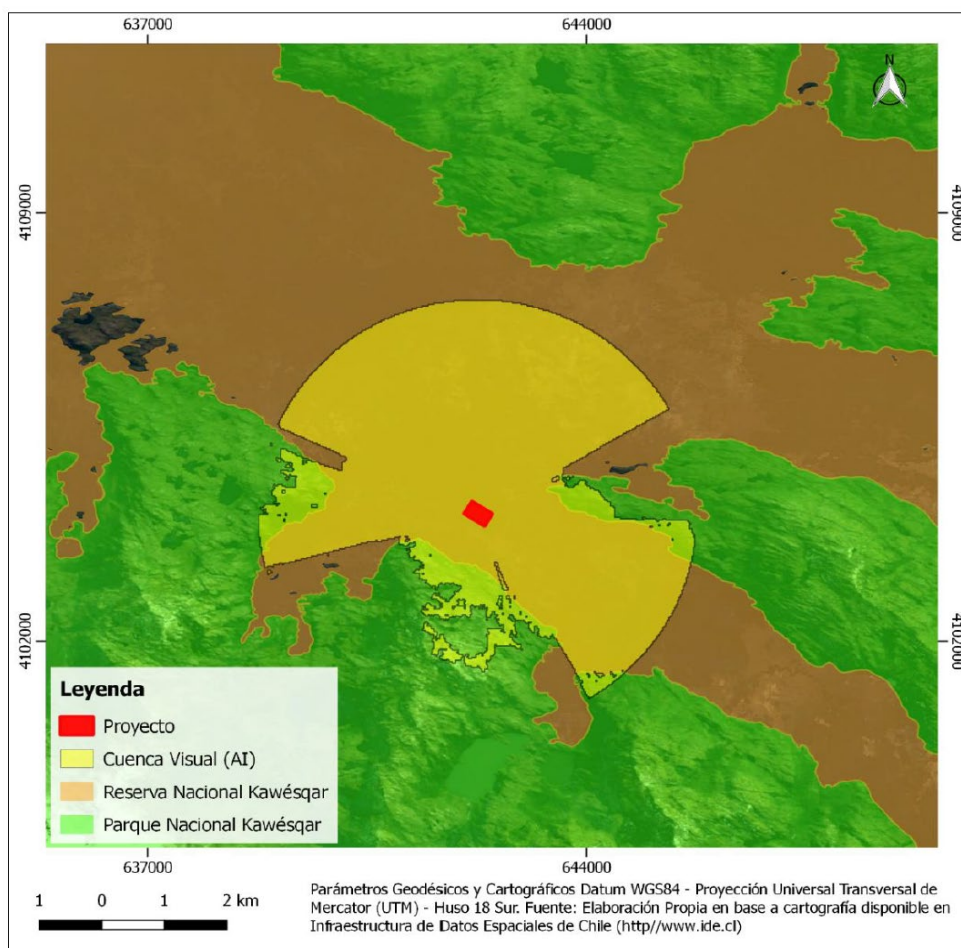 637000
644000
N
4109000
4109000
4102000
4102000
Leyenda
Proyecto
Cuenca Visual (AI)
Reserva Nacional Kawésqar
Parque Nacional Kawésqar
637000
644000
1 0 1 2 km
Parámetros Geodésicos y Cartográficos Datum WGS84 - Proyección Universal Transversal de
Mercator (UTM) - Huso 18 Sur. Fuente: Elaboración Propia en base a cartografía disponible en
Infraestructura de Datos Espaciales de Chile (http//www.ide.cl)